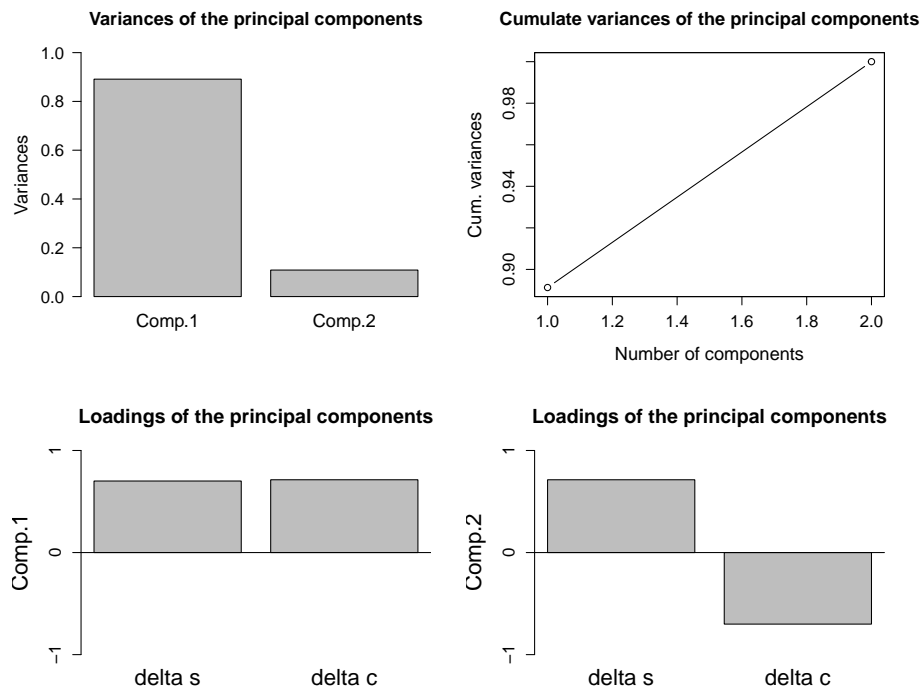 Variances of the principal components
1.0
0.8
0.6
0.4
0.2
0.0
Variances
Comp.1 Comp.2
Cumulate variances of the principal components
0.98
0.94
0.90
Cum. variances
1.0 1.2 1.4 1.6 1.8 2.0
Number of components
Loadings of the principal components
1
0
−1
Comp.1
delta s delta c
Loadings of the principal components
1
0
−1
Comp.2
delta s delta c